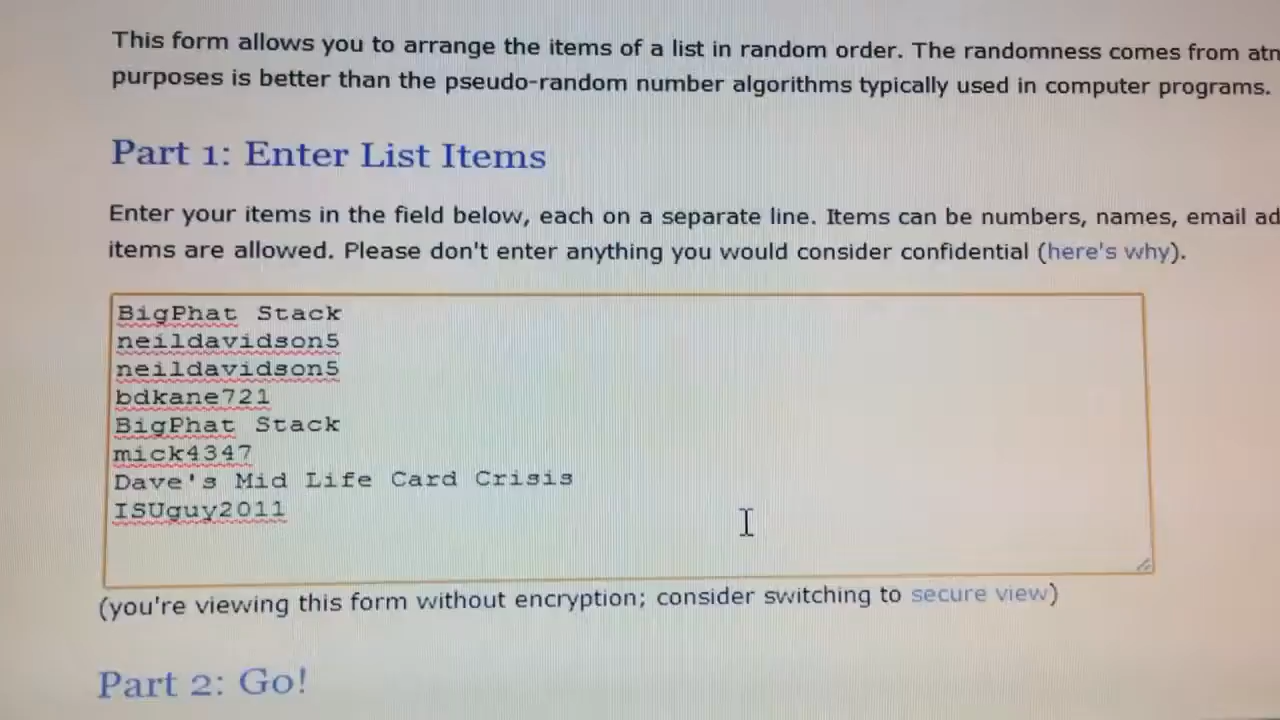 This form allows you to arrange the items of a list in random order. The randomness comes from
purposes is better than the pseudo-random number algorithms typically used in computer programs.
Part 1: Enter List Items
Enter your items in the field below, each on a separate line. Items can be numbers, names, email
items are allowed. Please don't enter anything you would consider confidential (here's why).
BigPhat Stack
neildavidson5
neildavidson5
bdkane721
BigPhat Stack
mick4347
Dave's Mid Life Card Crisis
ISUguy2011
(you're viewing this form without encryption; consider switching to secure view)
Part 2: Go!